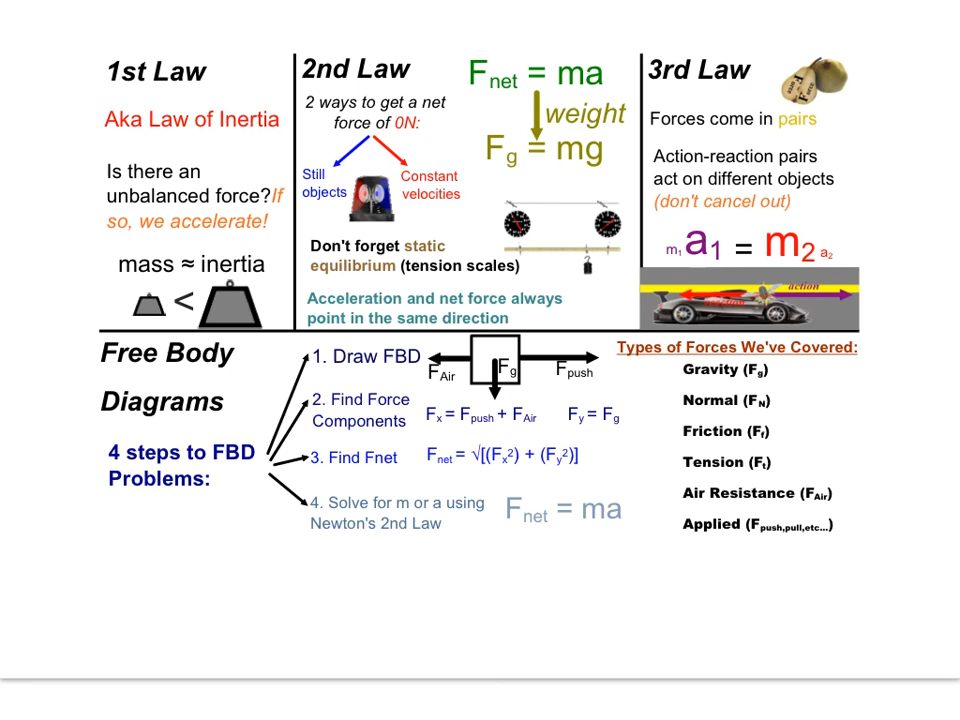 1st Law
Aka Law of Inertia
Is there an
unbalanced force?If
so, we accelerate!
mass ≈ inertia
<
2nd Law
2 ways to get a net
force of 0N:
Still
objects
Constant
velocities
Fnet = ma
weight
Fg = mg
Don't forget static
equilibrium (tension scales)
Acceleration and net force always
point in the same direction
3rd Law
Forces come in pairs
Action-reaction pairs
act on different objects
(don't cancel out)
m1 a1 = m2 a2
action
reaction
Free Body
Diagrams
4 steps to FBD
Problems:
1. Draw FBD
FAir
Fg
Fpush
2. Find Force
Components
Fx = Fpush + FAir
Fy = Fg
3. Find Fnet
Fnet = √[(Fx²) + (Fy²)]
4. Solve for m or a using
Newton's 2nd Law
Fnet = ma
Types of Forces We've Covered:
Gravity (Fg)
Normal (FN)
Friction (Ff)
Tension (Ft)
Air Resistance (FAir)
Applied (Fpush,pull,etc...)